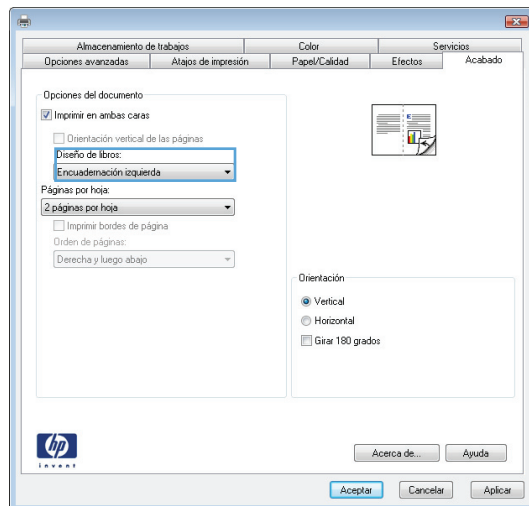 Almacenamiento de trabajos Color Servicios
Opciones avanzadas Atajos de impresión Papel/Calidad Efectos Acabado
Opciones del documento
Imprimir en ambas caras
Orientación vertical de las páginas
Diseño de libros:
Encuadernación izquierda
Páginas por hoja:
2 páginas por hoja
Imprimir bordes de página
Orden de páginas:
Derecha y luego abajo
Orientación
Vertical
Horizontal
Girar 180 grados
hp
invent
Acerca de... Ayuda
Aceptar Cancelar Aplicar